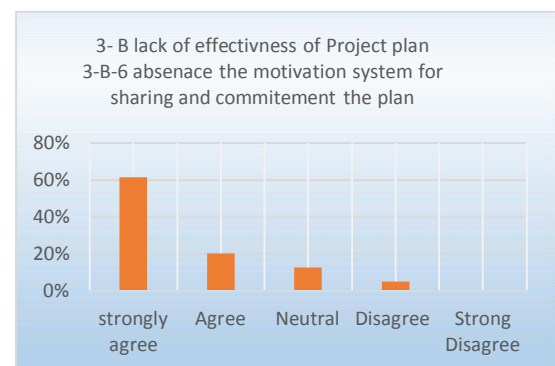 3- B lack of effectivness of Project plan
3-B-6 absenace the motivation system for
sharing and commitement the plan
80%
60%
40%
20%
0%
strongly agree
Agree
Neutral
Disagree
Strong Disagree